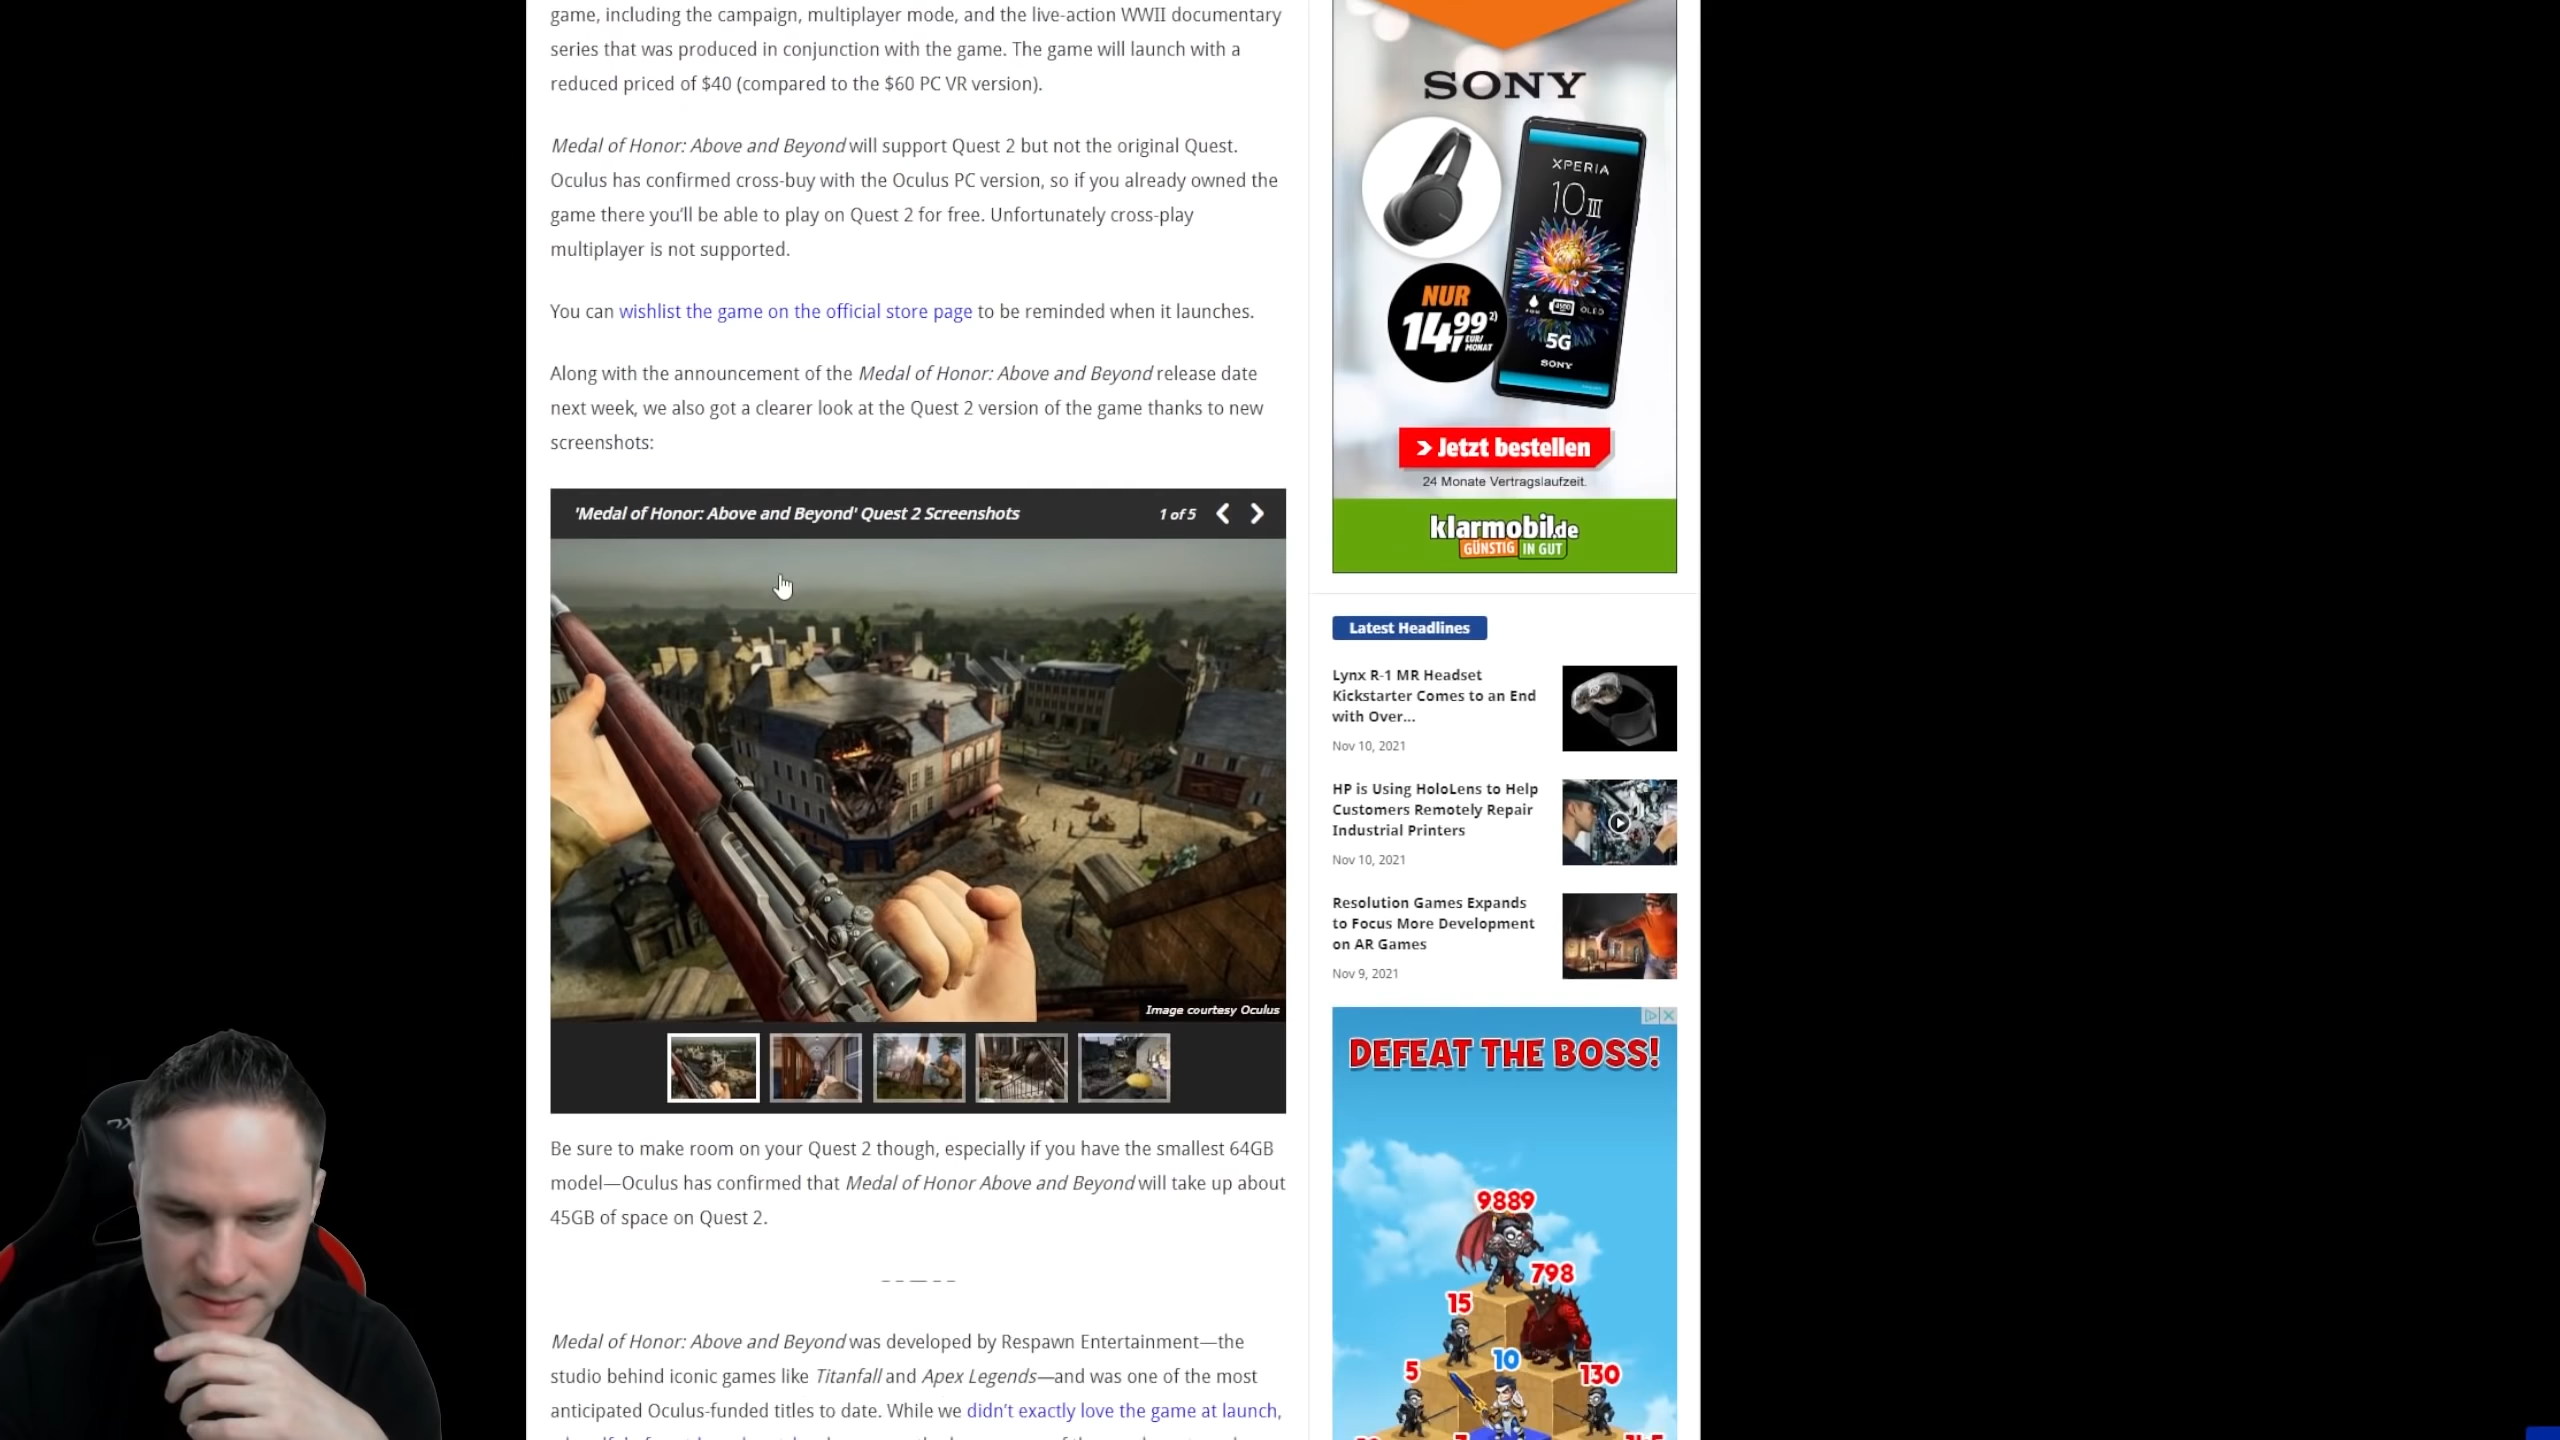 game, including the campaign, multiplayer mode, and the live-action WWII documentary
series that was produced in conjunction with the game. The game will launch with a
reduced priced of $40 (compared to the $60 PC VR version).
Medal of Honor: Above and Beyond will support Quest 2 but not the original Quest.
Oculus has confirmed cross-buy with the Oculus PC version, so if you already owned the
game there you'll be able to play on Quest 2 for free. Unfortunately cross-play
multiplayer is not supported.
You can wishlist the game on the official store page to be reminded when it launches.
Along with the announcement of the Medal of Honor: Above and Beyond release date
next week, we also got a clearer look at the Quest 2 version of the game thanks to new
screenshots:
'Medal of Honor: Above and Beyond' Quest 2 Screenshots
1 of 5
Image courtesy Oculus
Be sure to make room on your Quest 2 though, especially if you have the smallest 64GB
model—Oculus has confirmed that Medal of Honor Above and Beyond will take up about
45GB of space on Quest 2.
Medal of Honor: Above and Beyond was developed by Respawn Entertainment—the
studio behind iconic games like Titanfall and Apex Legends—and was one of the most
anticipated Oculus-funded titles to date. While we didn't exactly love the game at launch,
SONY
XPERIA
10 III
OLED
5G
SONY
NUR
14,99 2)
EUR/
MONAT
> Jetzt bestellen
24 Monate Vertragslaufzeit.
klarmobil.de
GÜNSTIG IN GUT
Latest Headlines
Lynx R-1 MR Headset
Kickstarter Comes to an End
with Over...
Nov 10, 2021
HP is Using HoloLens to Help
Customers Remotely Repair
Industrial Printers
Nov 10, 2021
Resolution Games Expands
to Focus More Development
on AR Games
Nov 9, 2021
DEFEAT THE BOSS!
9889
798
15
10
5
130